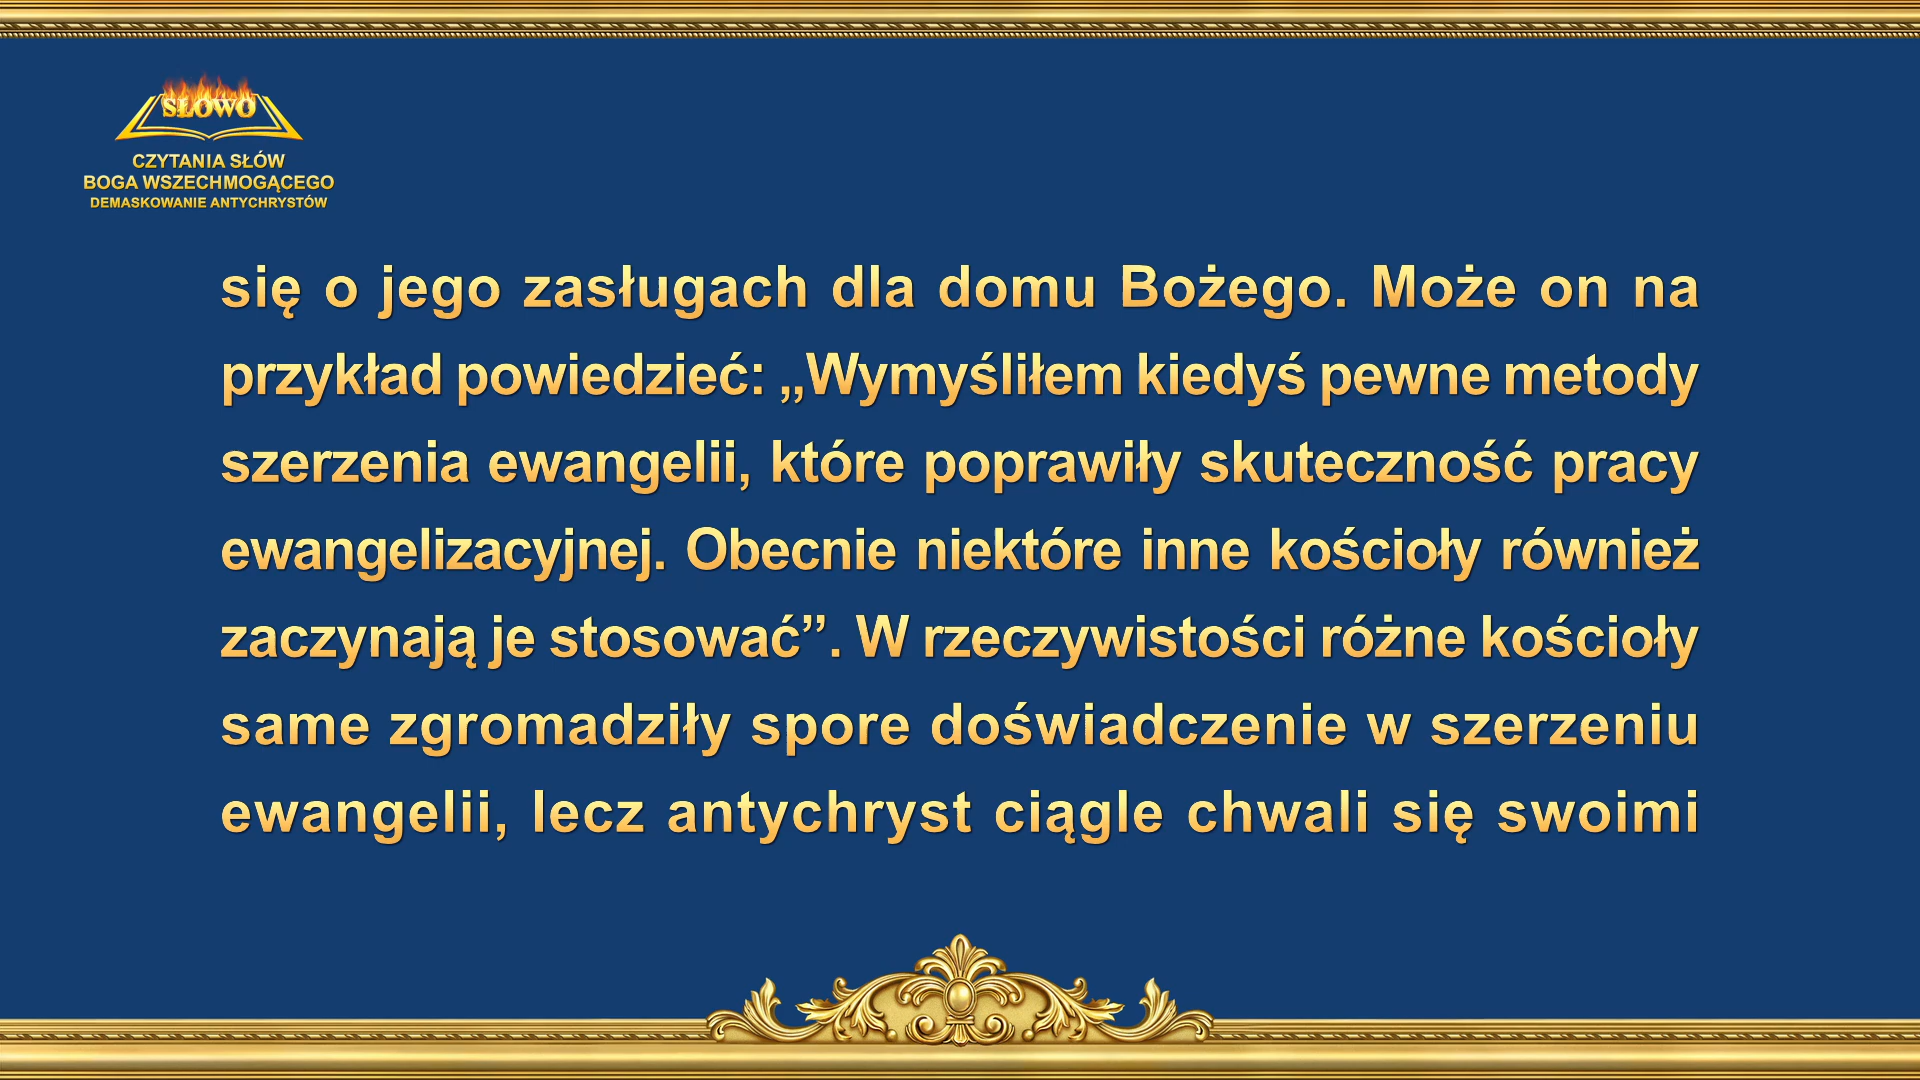 SŁOWO
CZYTANIA SŁÓW
BOGA WSZECHMOGĄCEGO
DEMASKOWANIE ANTYCHRYSTÓW
się o jego zasługach dla domu Bożego. Może on na
przykład powiedzieć: „Wymyśliłem kiedyś pewne metody
szerzenia ewangelii, które poprawiły skuteczność pracy
ewangelizacyjnej. Obecnie niektóre inne kościoły również
zaczynają je stosować”. W rzeczywistości różne kościoły
same zgromadziły spore doświadczenie w szerzeniu
ewangelii, lecz antychryst ciągle chwali się swoimi